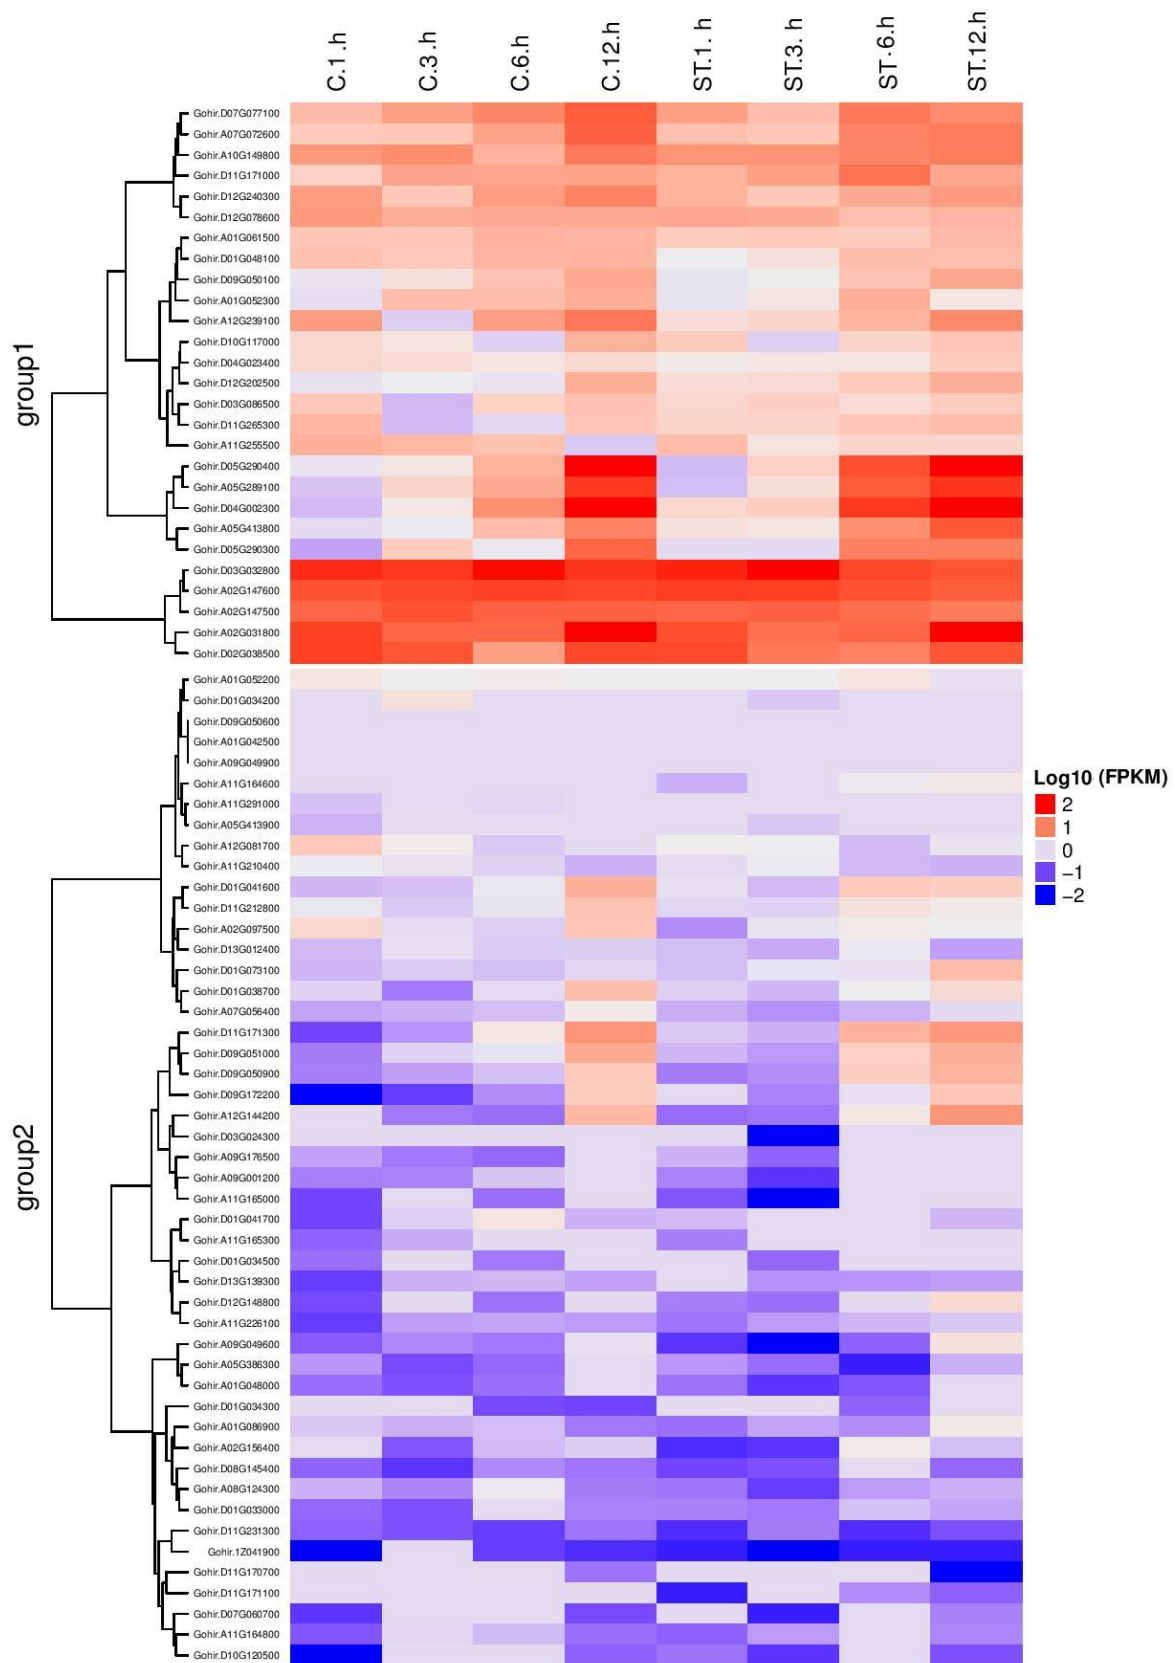 C.1 .h
C.3 .h
C.6.h
C.12.h
ST.1. h
ST.3. h
ST·6.h
ST.12.h
group1
Gohir.D07G077100
Gohir.A07G072600
Gohir.A10G149800
Gohir.D11G171000
Gohir.D12G240300
Gohir.D12G078600
Gohir.A01G061500
Gohir.D01G048100
Gohir.D09G050100
Gohir.A01G052300
Gohir.A12G239100
Gohir.D10G117000
Gohir.D04G023400
Gohir.D12G202500
Gohir.D03G086500
Gohir.D11G265300
Gohir.A11G255500
Gohir.D05G290400
Gohir.A05G289100
Gohir.D04G002300
Gohir.A05G413800
Gohir.D05G290300
Gohir.D03G032800
Gohir.A02G147600
Gohir.A02G147500
Gohir.A02G031800
Gohir.D02G038500
group2
Gohir.A01G052200
Gohir.D01G034200
Gohir.D09G050600
Gohir.A01G042500
Gohir.A09G049900
Gohir.A11G164600
Gohir.A11G291000
Gohir.A05G413900
Gohir.A12G081700
Gohir.A11G210400
Gohir.D01G041600
Gohir.D11G212800
Gohir.A02G097500
Gohir.D13G012400
Gohir.D01G073100
Gohir.D01G038700
Gohir.A07G056400
Gohir.D11G171300
Gohir.D09G051000
Gohir.D09G050900
Gohir.D09G172200
Gohir.A12G144200
Gohir.D03G024300
Gohir.A09G176500
Gohir.A09G001200
Gohir.A11G165000
Gohir.D01G041700
Gohir.A11G165300
Gohir.D01G034500
Gohir.D13G139300
Gohir.D12G148800
Gohir.A11G226100
Gohir.A09G049600
Gohir.A05G386300
Gohir.A01G048000
Gohir.D01G034300
Gohir.A01G086900
Gohir.A02G156400
Gohir.D08G145400
Gohir.A08G124300
Gohir.D01G033000
Gohir.D11G231300
Gohir.1Z041900
Gohir.D11G170700
Gohir.D11G171100
Gohir.D07G060700
Gohir.A11G164800
Gohir.D10G120500
Log10 (FPKM)
2
1
0
−1
−2